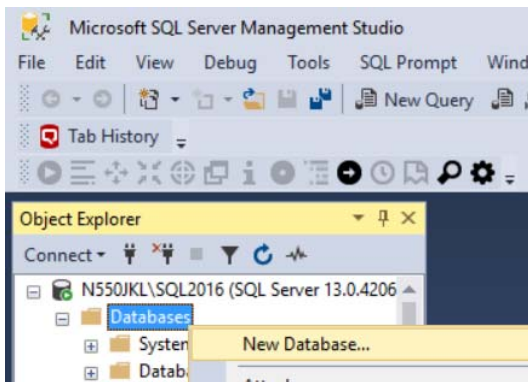 Microsoft SQL Server Management Studio
File Edit View Debug Tools SQL Prompt
New Query
Tab History
Object Explorer
Connect
N550JKL\SQL2016 (SQL Server 13.0.4206
Databases
New Database...